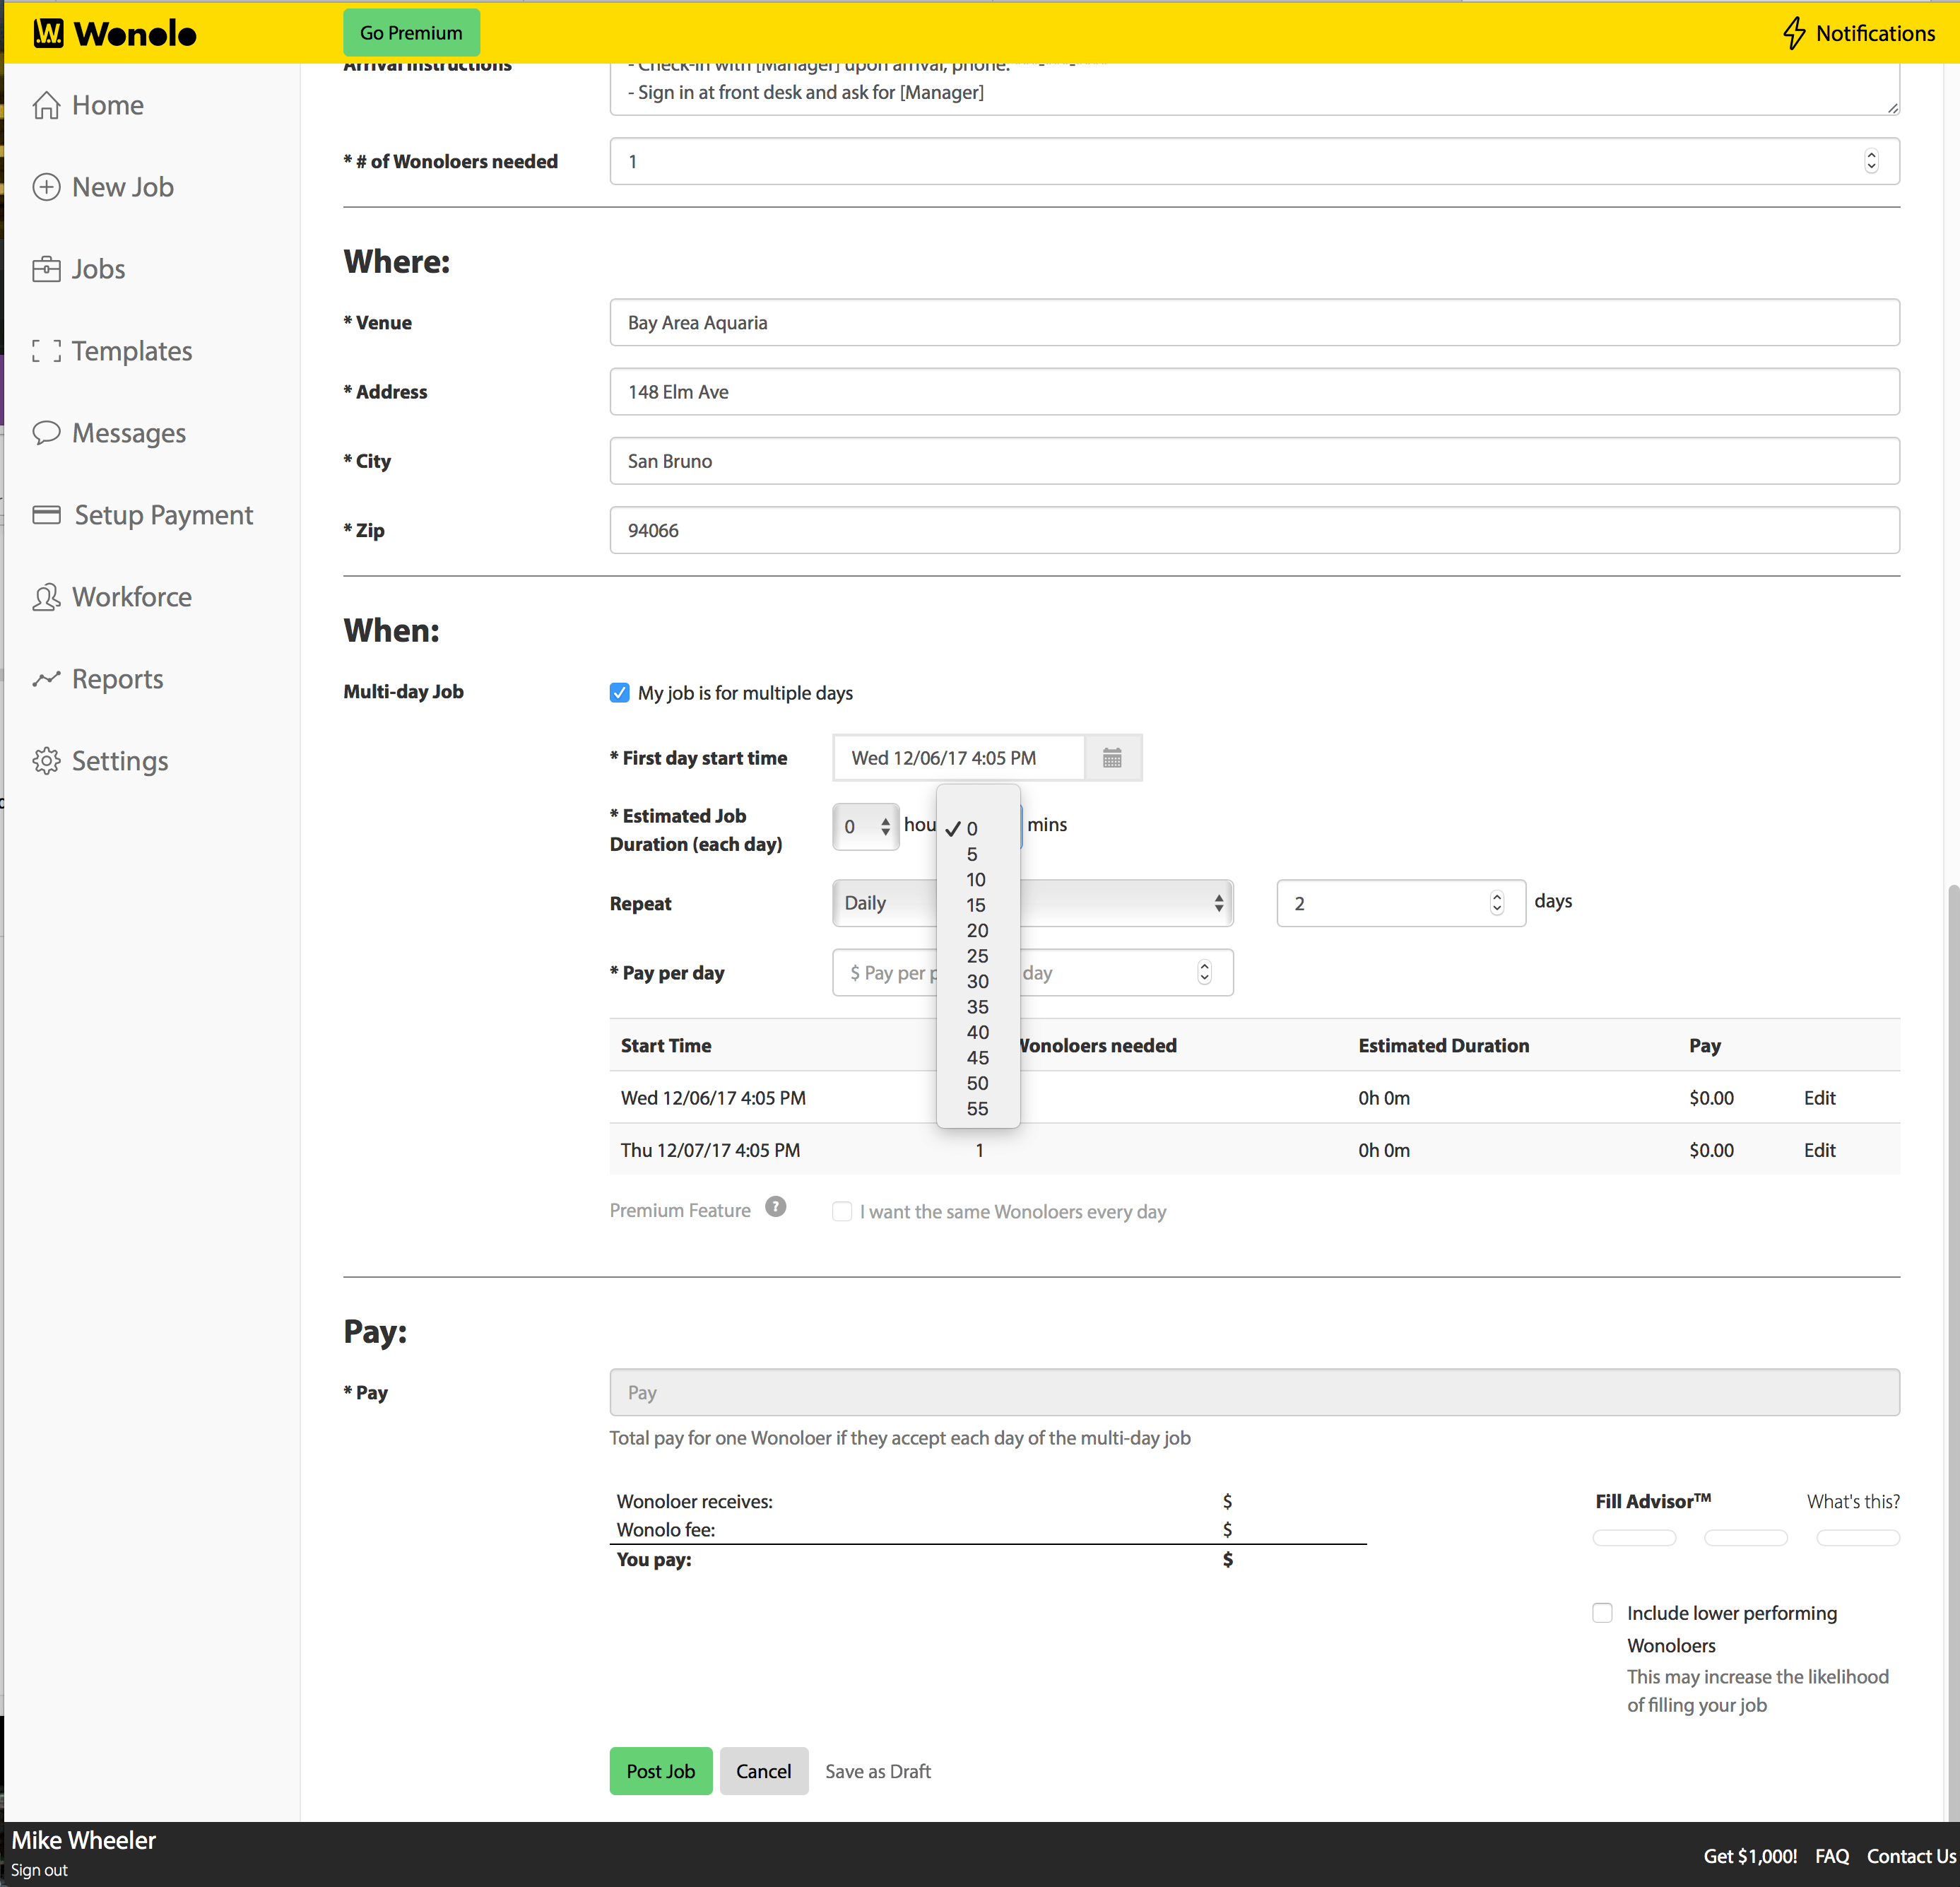 Wonolo
Go Premium
Notifications
Home
New Job
Jobs
Templates
Messages
Setup Payment
Workforce
Reports
Settings
Arrival Instructions
- Check-in with [Manager] upon arrival, phone:
- Sign in at front desk and ask for [Manager]
* # of Wonoloers needed
1
Where:
* Venue
Bay Area Aquaria
* Address
148 Elm Ave
* City
San Bruno
* Zip
94066
When:
Multi-day Job
My job is for multiple days
* First day start time
Wed 12/06/17 4:05 PM
* Estimated Job
Duration (each day)
0
hou
mins
0
5
10
15
20
25
30
35
40
45
50
55
Repeat
Daily
2
days
* Pay per day
$ Pay per
day
Start Time
Wonoloers needed
Estimated Duration
Pay
Wed 12/06/17 4:05 PM
0h 0m
$0.00
Edit
Thu 12/07/17 4:05 PM
1
0h 0m
$0.00
Edit
Premium Feature
?
I want the same Wonoloers every day
Pay:
* Pay
Pay
Total pay for one Wonoloer if they accept each day of the multi-day job
Wonoloer receives:
$
Wonolo fee:
$
You pay:
$
Fill Advisor™
What's this?
Include lower performing
Wonoloers
This may increase the likelihood
of filling your job
Post Job
Cancel
Save as Draft
Mike Wheeler
Sign out
Get $1,000!
FAQ
Contact Us